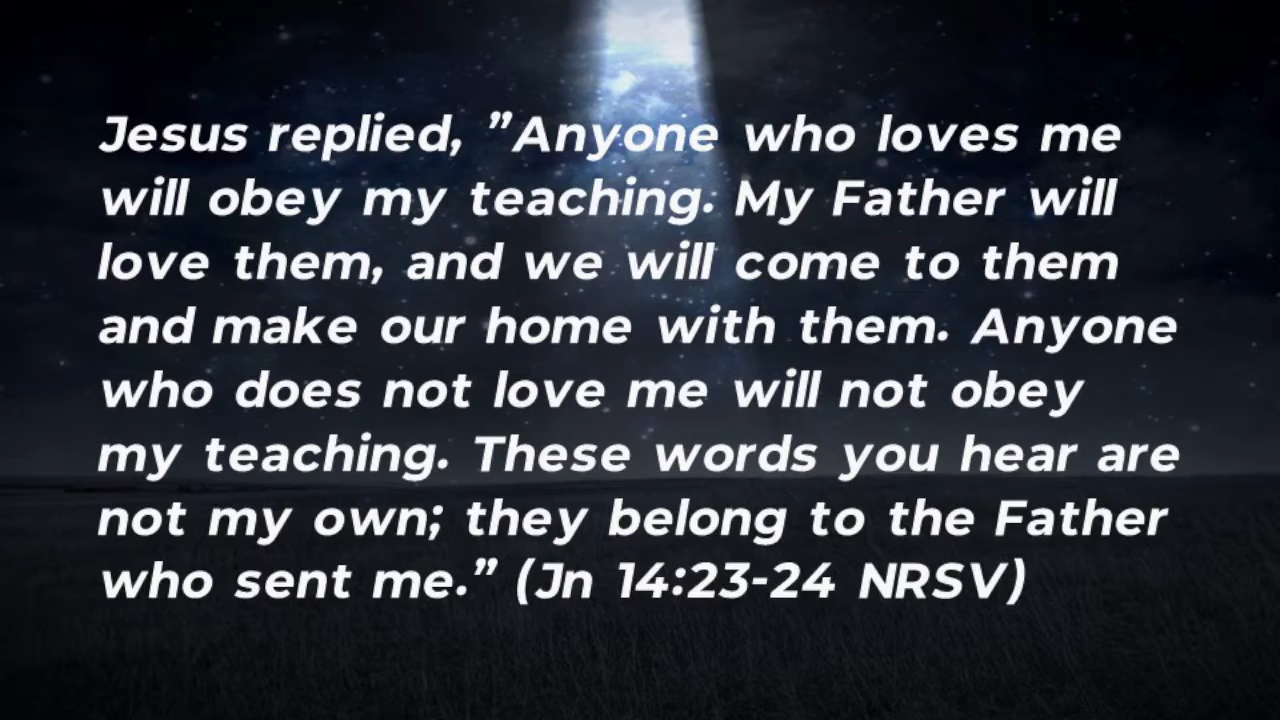 Jesus replied, ”Anyone who loves me
will obey my teaching. My Father will
love them, and we will come to them
and make our home with them. Anyone
who does not love me will not obey
my teaching. These words you hear are
not my own; they belong to the Father
who sent me.” (Jn 14:23-24 NRSV)